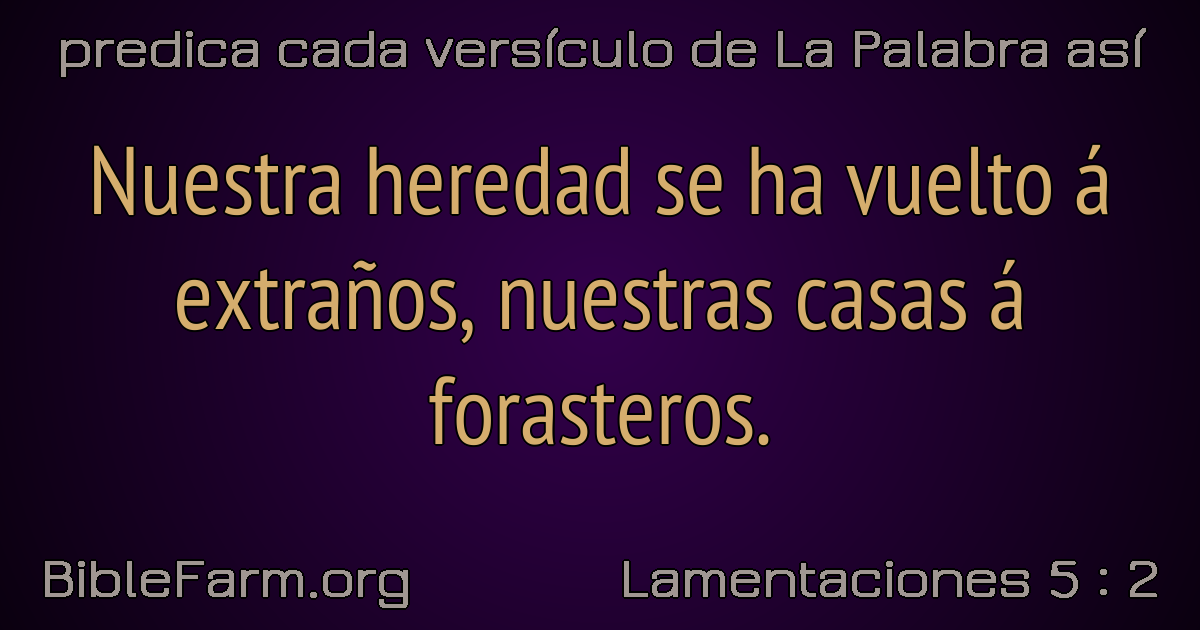 predica cada versículo de La Palabra así
Nuestra heredad se ha vuelto á
extraños, nuestras casas á
forasteros.
BibleFarm.org
Lamentaciones 5 : 2